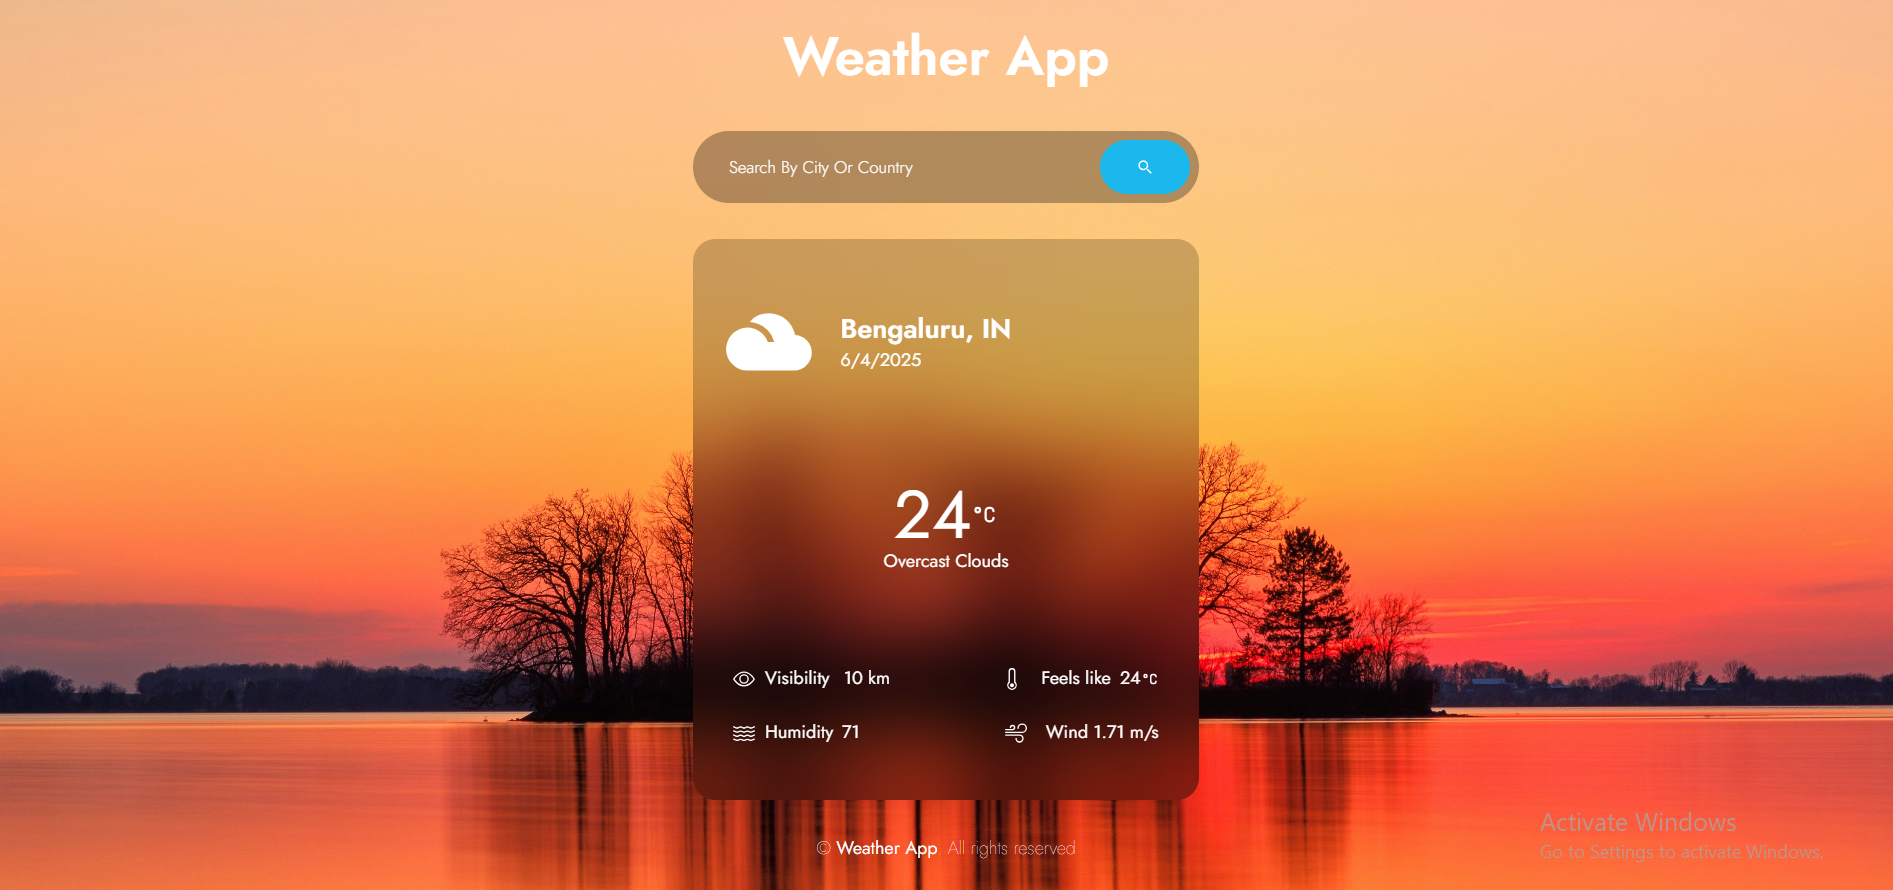 Weather App
Search By City Or Country
Bengaluru, IN
6/4/2025
24°C
Overcast Clouds
Visibility 10 km
Feels like 24°C
Humidity 71
Wind 1.71 m/s
© Weather App. All rights reserved
Activate Windows
Go to Settings to activate Windows.